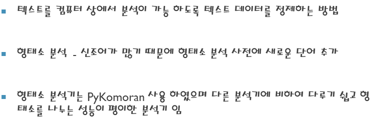 텍스트를 컴퓨터 상에서 분석이 가능 하도록 텍스트 데이터를 정제하는 방법
형태소 분석 - 신조어가 많기 때문에 형태소 분석 사전에 새로운 단어 추가
형태소 분석기는 PyKomoran 사용 하였으며 다른 분석기에 비하여 다루기 쉽고 형
태소를 나누는 성능이 평이한 분석기 임